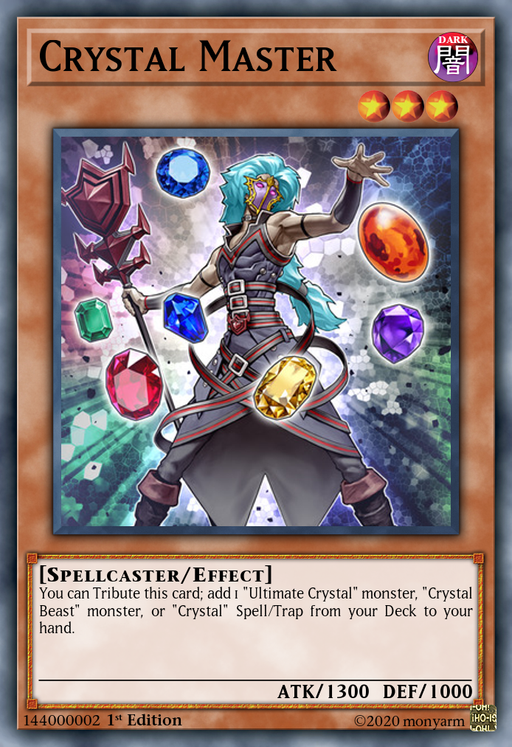 Crystal Master
DARK
闇
[Spellcaster/Effect]
You can Tribute this card; add 1 "Ultimate Crystal" monster, "Crystal
Beast" monster, or "Crystal" Spell/Trap from your Deck to your
hand.
ATK/1300 DEF/1000
144000002 1st Edition
©2020 monyarm